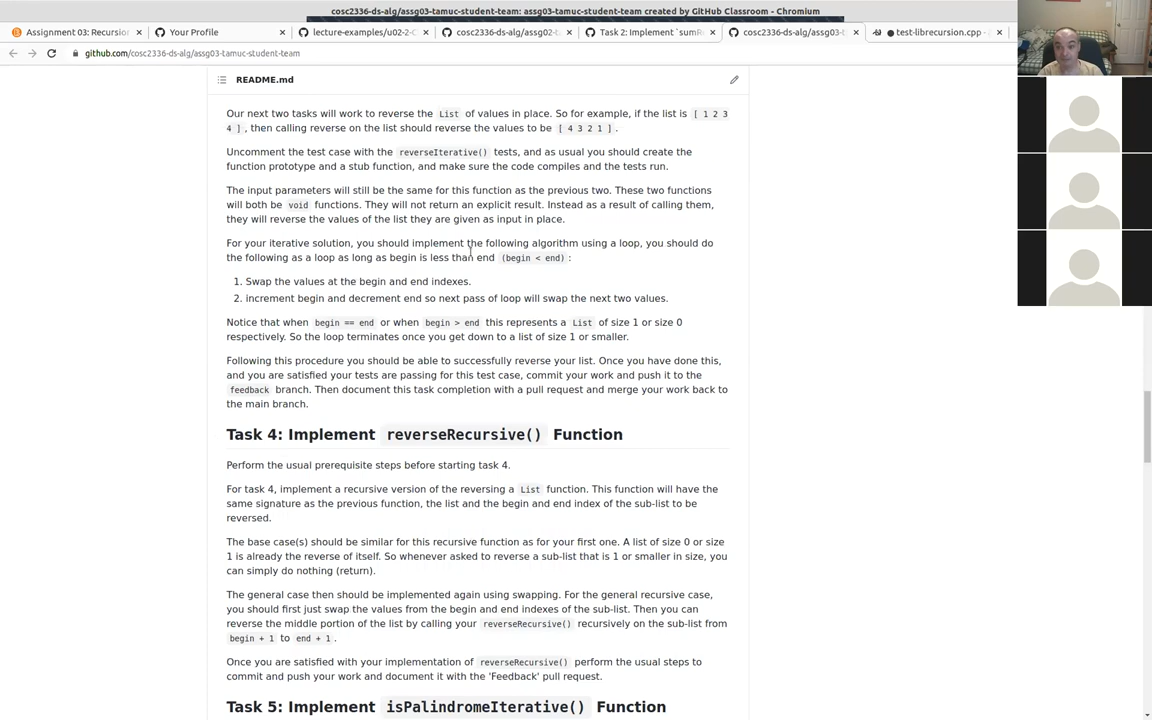 cosc2336-ds-alg/assg03-tamuc-student-team: assg03-tamuc-student-team created by GitHub Classroom - Chromium
Assignment 03: Recursion
Your Profile
lecture-examples/u02-2-C
cosc2336-ds-alg/assg02-t
Task 2: Implement `sumR
cosc2336-ds-alg/assg03-t
test-librecursion.cpp -
github.com/cosc2336-ds-alg/assg03-tamuc-student-team
README.md
Our next two tasks will work to reverse the List of values in place. So for example, if the list is [ 1 2 3
4 ], then calling reverse on the list should reverse the values to be [ 4 3 2 1 ].
Uncomment the test case with the reverseIterative() tests, and as usual you should create the
function prototype and a stub function, and make sure the code compiles and the tests run.
The input parameters will still be the same for this function as the previous two. These two functions
will both be void functions. They will not return an explicit result. Instead as a result of calling them,
they will reverse the values of the list they are given as input in place.
For your iterative solution, you should implement the following algorithm using a loop, you should do
the following as a loop as long as begin is less than end (begin < end):
1. Swap the values at the begin and end indexes.
2. increment begin and decrement end so next pass of loop will swap the next two values.
Notice that when begin == end or when begin > end this represents a List of size 1 or size 0
respectively. So the loop terminates once you get down to a list of size 1 or smaller.
Following this procedure you should be able to successfully reverse your list. Once you have done this,
and you are satisfied your tests are passing for this test case, commit your work and push it to the
feedback branch. Then document this task completion with a pull request and merge your work back to
the main branch.
Task 4: Implement reverseRecursive() Function
Perform the usual prerequisite steps before starting task 4.
For task 4, implement a recursive version of the reversing a List function. This function will have the
same signature as the previous function, the list and the begin and end index of the sub-list to be
reversed.
The base case(s) should be similar for this recursive function as for your first one. A list of size 0 or size
1 is already the reverse of itself. So whenever asked to reverse a sub-list that is 1 or smaller in size, you
can simply do nothing (return).
The general case then should be implemented again using swapping. For the general recursive case,
you should first just swap the values from the begin and end indexes of the sub-list. Then you can
reverse the middle portion of the list by calling your reverseRecursive() recursively on the sub-list from
begin + 1 to end + 1.
Once you are satisfied with your implementation of reverseRecursive() perform the usual steps to
commit and push your work and document it with the 'Feedback' pull request.
Task 5: Implement isPalindromeIterative() Function